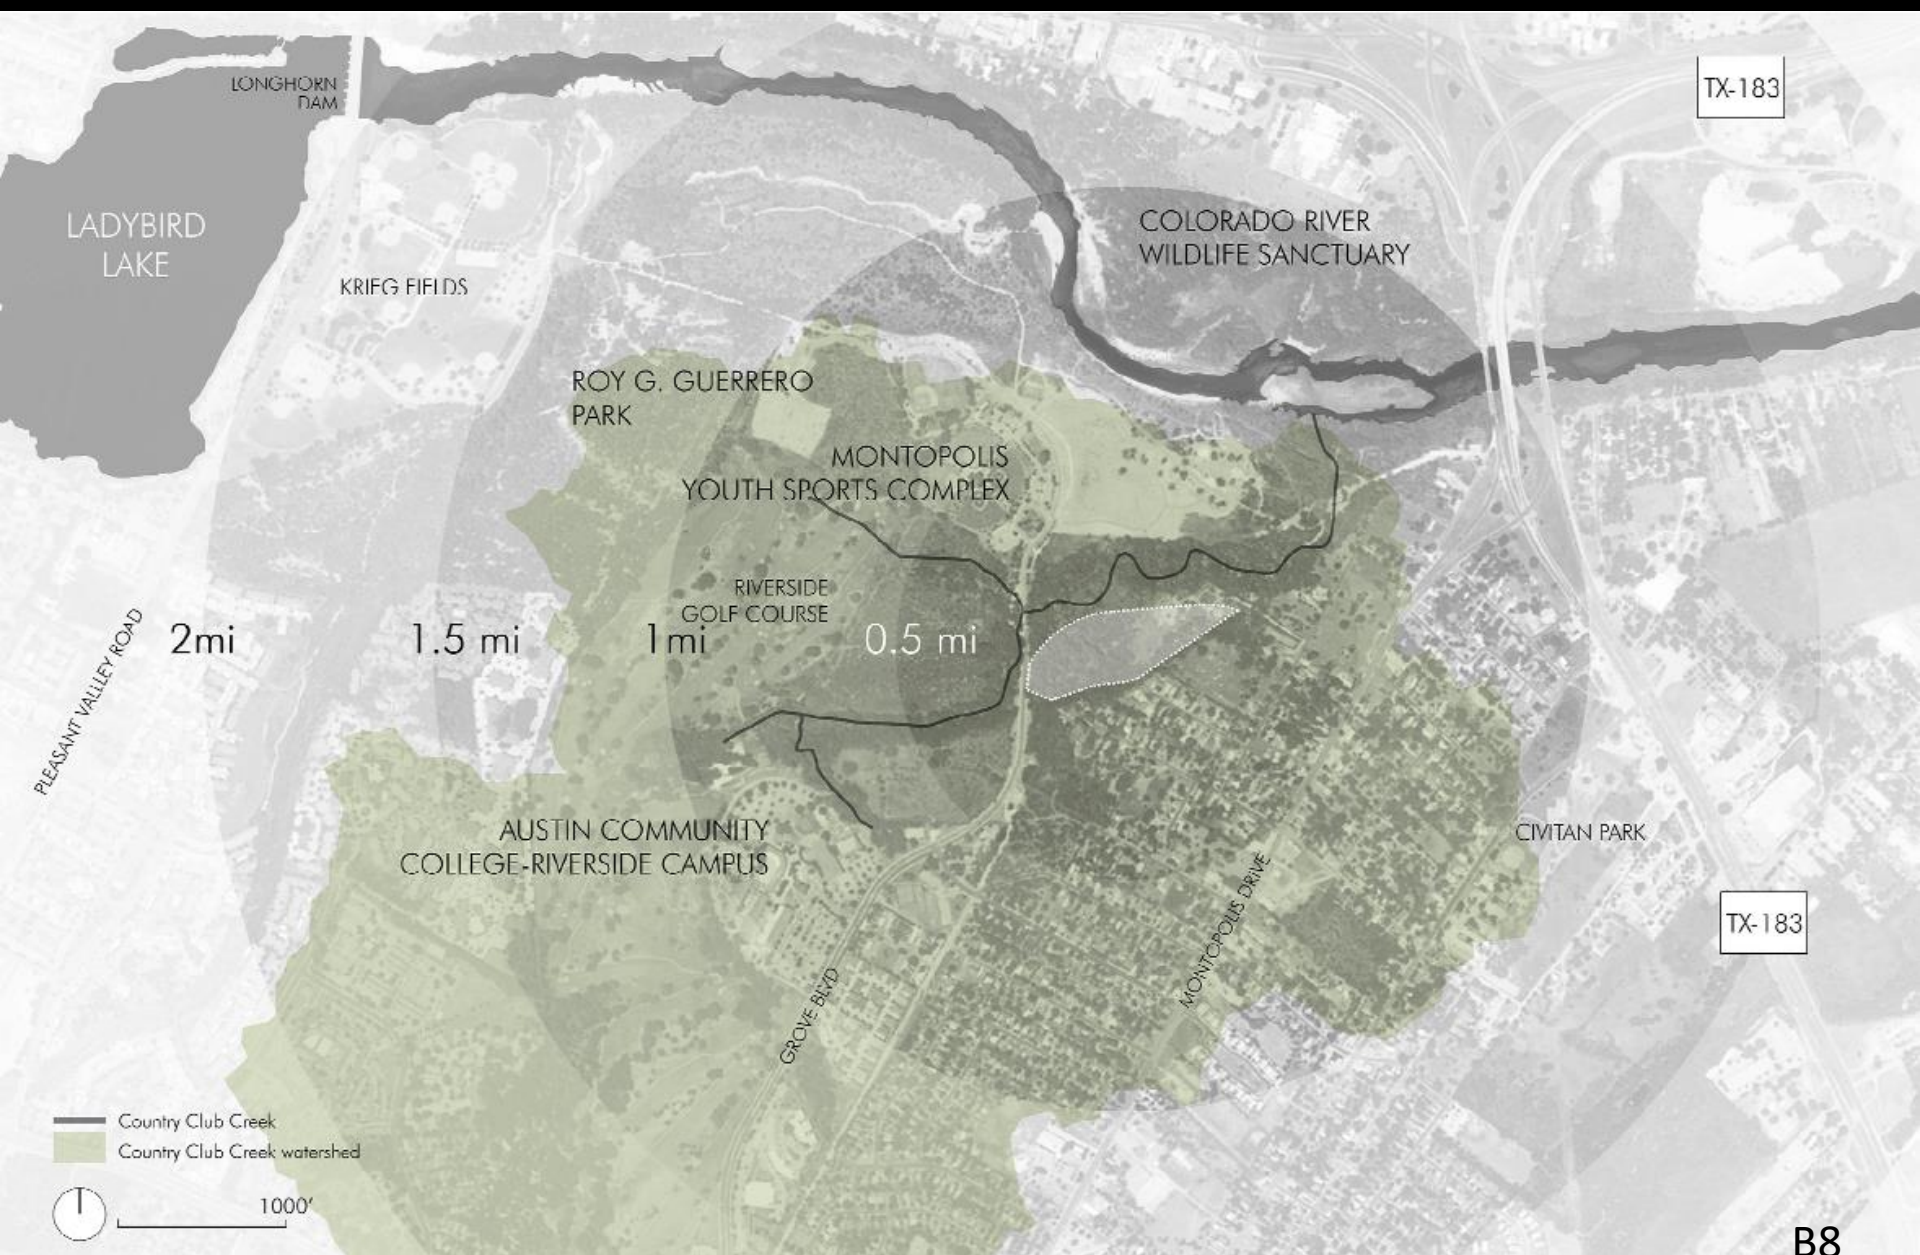 LONGHORN
DAM
TX-183
LADYBIRD
LAKE
COLORADO RIVER
WILDLIFE SANCTUARY
KRIEG FIELDS
ROY G. GUERRERO
PARK
MONTOPOLIS
YOUTH SPORTS COMPLEX
RIVERSIDE
GOLF COURSE
PLEASANT VALLEY ROAD
2mi
1.5 mi
1mi
0.5 mi
AUSTIN COMMUNITY
COLLEGE-RIVERSIDE CAMPUS
CIVITAN PARK
MONTOPOLIS DRIVE
TX-183
GROVE BLVD
Country Club Creek
Country Club Creek watershed
1000'
B8